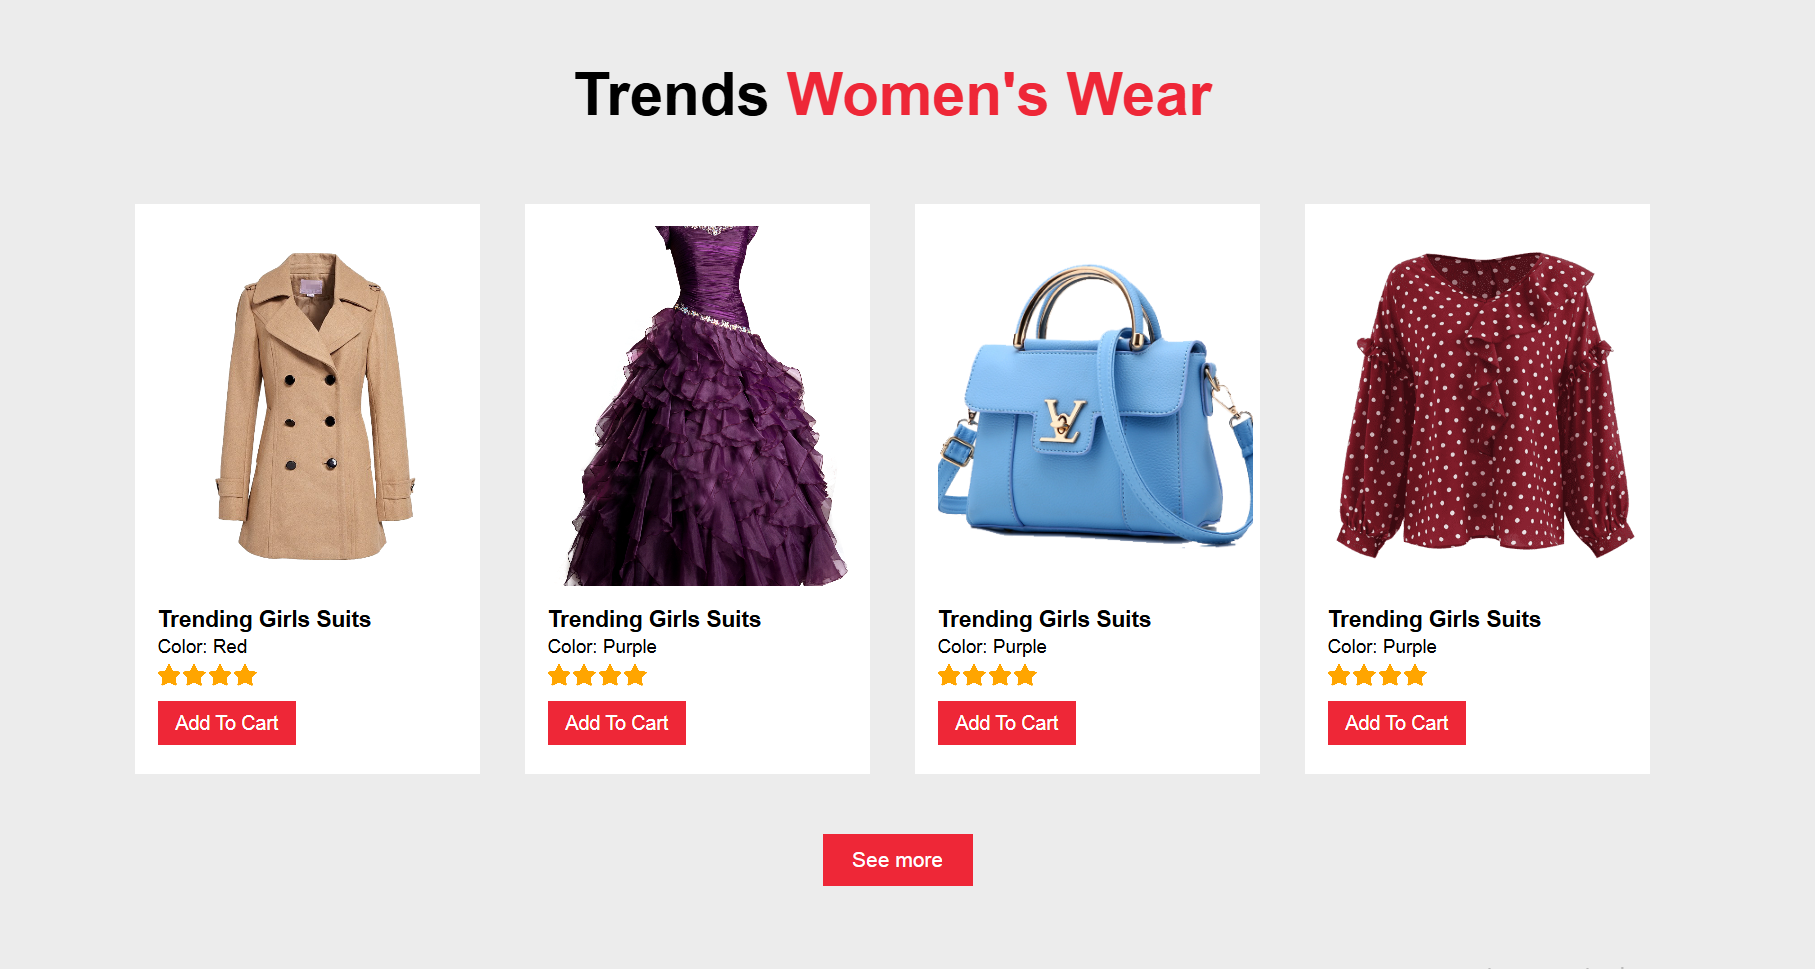 Trends Women's Wear
Trending Girls Suits
Color: Red
Add To Cart
Trending Girls Suits
Color: Purple
Add To Cart
LV
Trending Girls Suits
Color: Purple
Add To Cart
Trending Girls Suits
Color: Purple
Add To Cart
See more